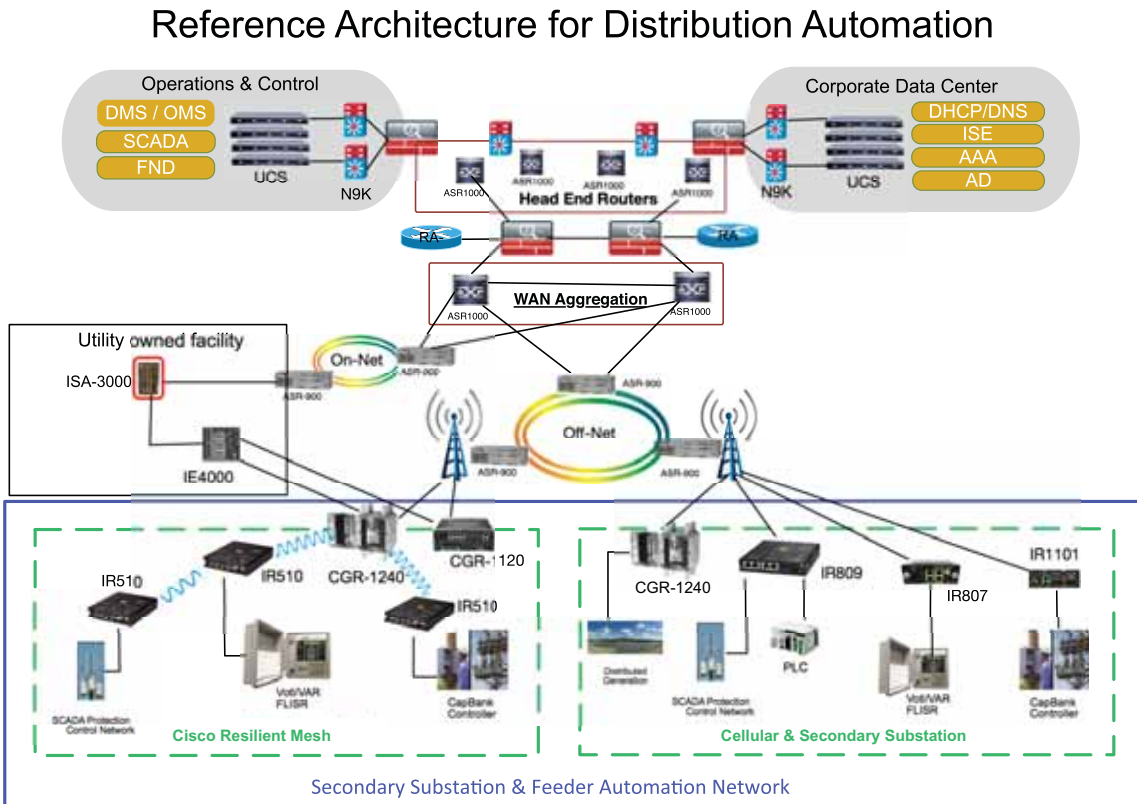 Reference Architecture for Distribution Automation
Operations & Control
DMS / OMS
SCADA
FND
UCS
N9K
Corporate Data Center
DHCP/DNS
ISE
AAA
AD
N9K
UCS
ASR1000
ASR1000
ASR1000
ASR1000
Head End Routers
RA-
RA
WAN Aggregation
ASR1000
ASR1000
Utility owned facility
ISA-3000
IE4000
On-Net
ASR-900
ASR-900
ASR-900
Off-Net
ASR-900
ASR-900
IR510
IR510
CGR-1240
CGR-1120
IR510
SCADA Protection
Control Network
Volt/VAR
FLISR
CapBank
Controller
Cisco Resilient Mesh
CGR-1240
IR809
IR807
IR1101
Distributed
Generation
SCADA Protection
Control Network
PLC
Volt/VAR
FLISR
CapBank
Controller
Cellular & Secondary Substation
Secondary Substation & Feeder Automation Network